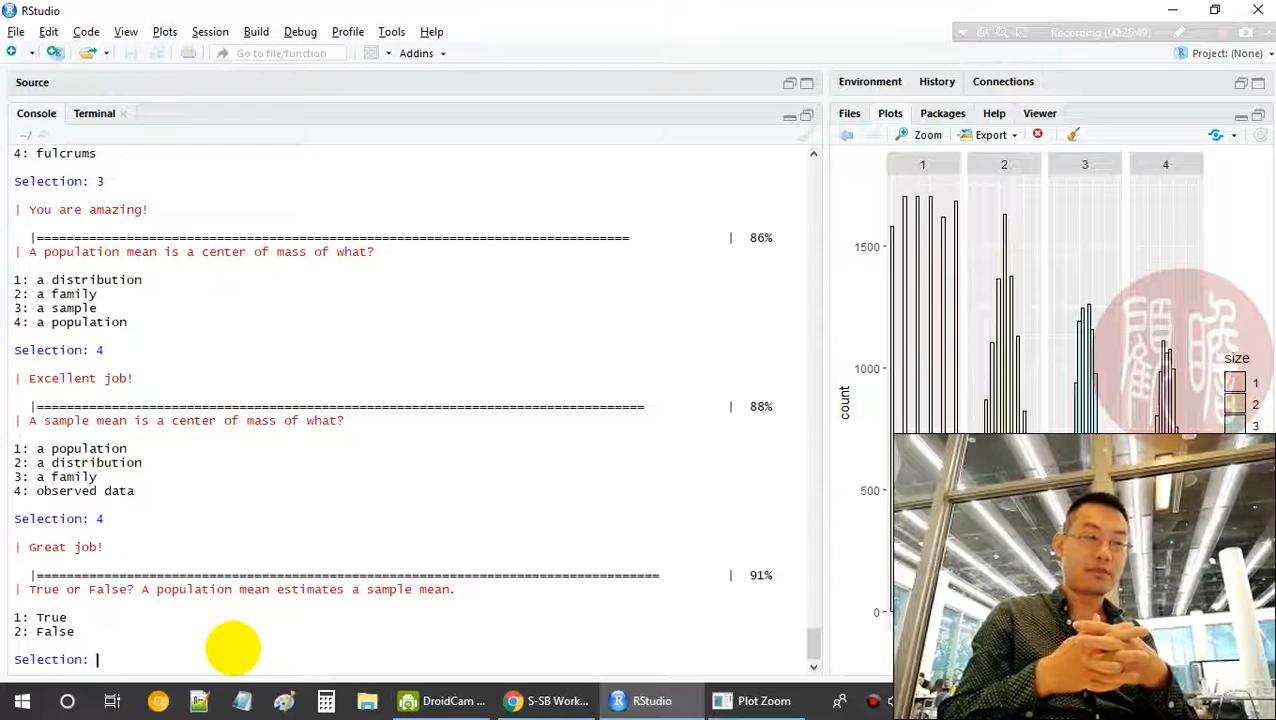 RStudio
File Edit Code View Plots Session Build Debug Profile Tools Help
Recording [00:25:49]
Go to file/function
Addins
Project: (None)
Source
Console Terminal
~/
4: fulcrums
Selection: 3
| You are amazing!
|===============================================================================| 86%
| A population mean is a center of mass of what?
1: a distribution
2: a family
3: a sample
4: a population
Selection: 4
| Excellent job!
|=================================================================================| 88%
| A sample mean is a center of mass of what?
1: a population
2: a distribution
3: a family
4: observed data
Selection: 4
| Great job!
|===================================================================================| 91%
| True or False? A population mean estimates a sample mean.
1: True
2: False
Selection:
Environment History Connections
Files Plots Packages Help Viewer
Zoom Export
1 2 3 4
1500
1000
500
0
count
size
1
2
3
DroidCam ...
S-SB Work...
RStudio
Plot Zoom